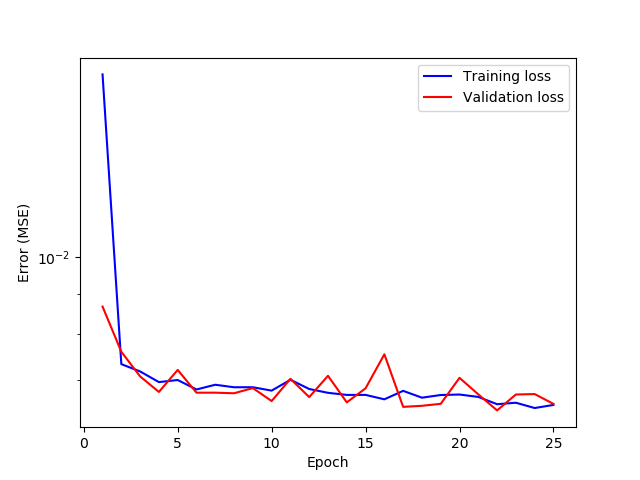 Training loss
Validation loss
Error (MSE)
10⁻²
0 5 10 15 20 25
Epoch